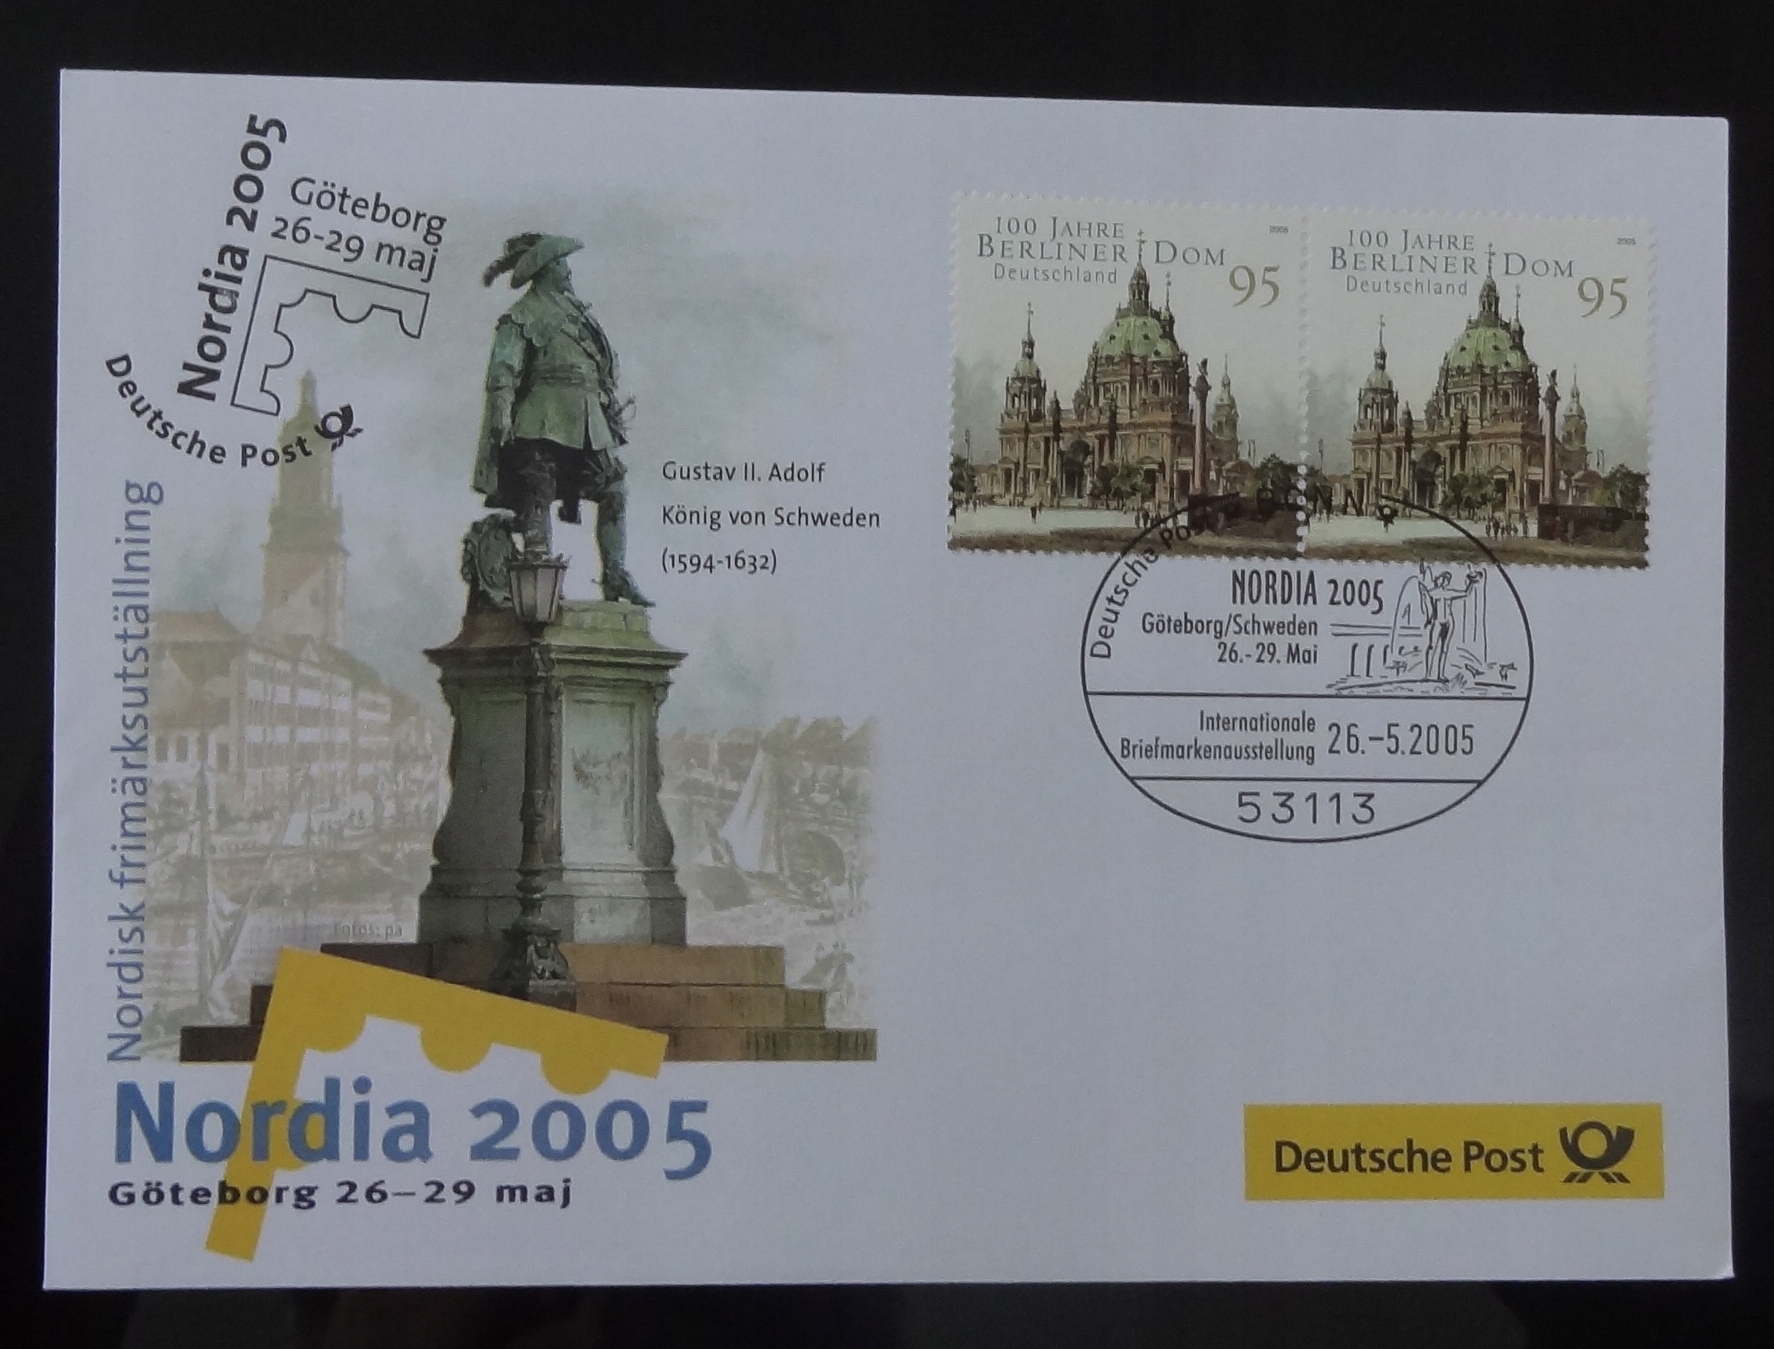 Nordia 2005
Göteborg
26-29 maj
Deutsche Post
Nordisk frimärksutställning
Gustav II. Adolf
König von Schweden
(1594-1632)
Fotos: pa
Nordia 2005
Göteborg 26–29 maj
100 JAHRE
BERLINER DOM
Deutschland
95
2005
100 JAHRE
BERLINER DOM
Deutschland
95
2005
Deutsche Post BONN
NORDIA 2005
Göteborg/Schweden
26.-29. Mai
Internationale
Briefmarkenausstellung
26.-5.2005
53113
Deutsche Post